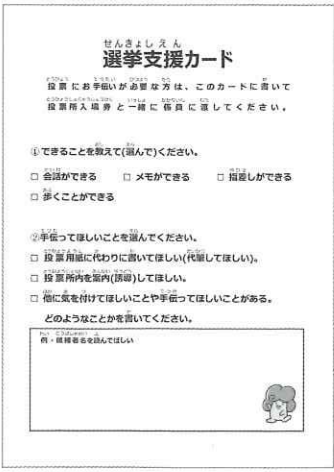 せんきょしえん
選挙支援カード
投票にお手伝いが必要な方は、このカードに書いて
投票所入場券と一緒に係員に渡してください。
①できることを教えて(選んで)ください。
□ 会話ができる □ メモができる □ 指差しができる
□ 歩くことができる
②手伝ってほしいことを選んでください。
□ 投票用紙に代わりに書いてほしい(代筆してほしい)。
□ 投票所内を案内(誘導)してほしい。
□ 他に気を付けてほしいことや手伝ってほしいことがある。
どのようなことかを書いてください。
例・候補者名を読んでほしい